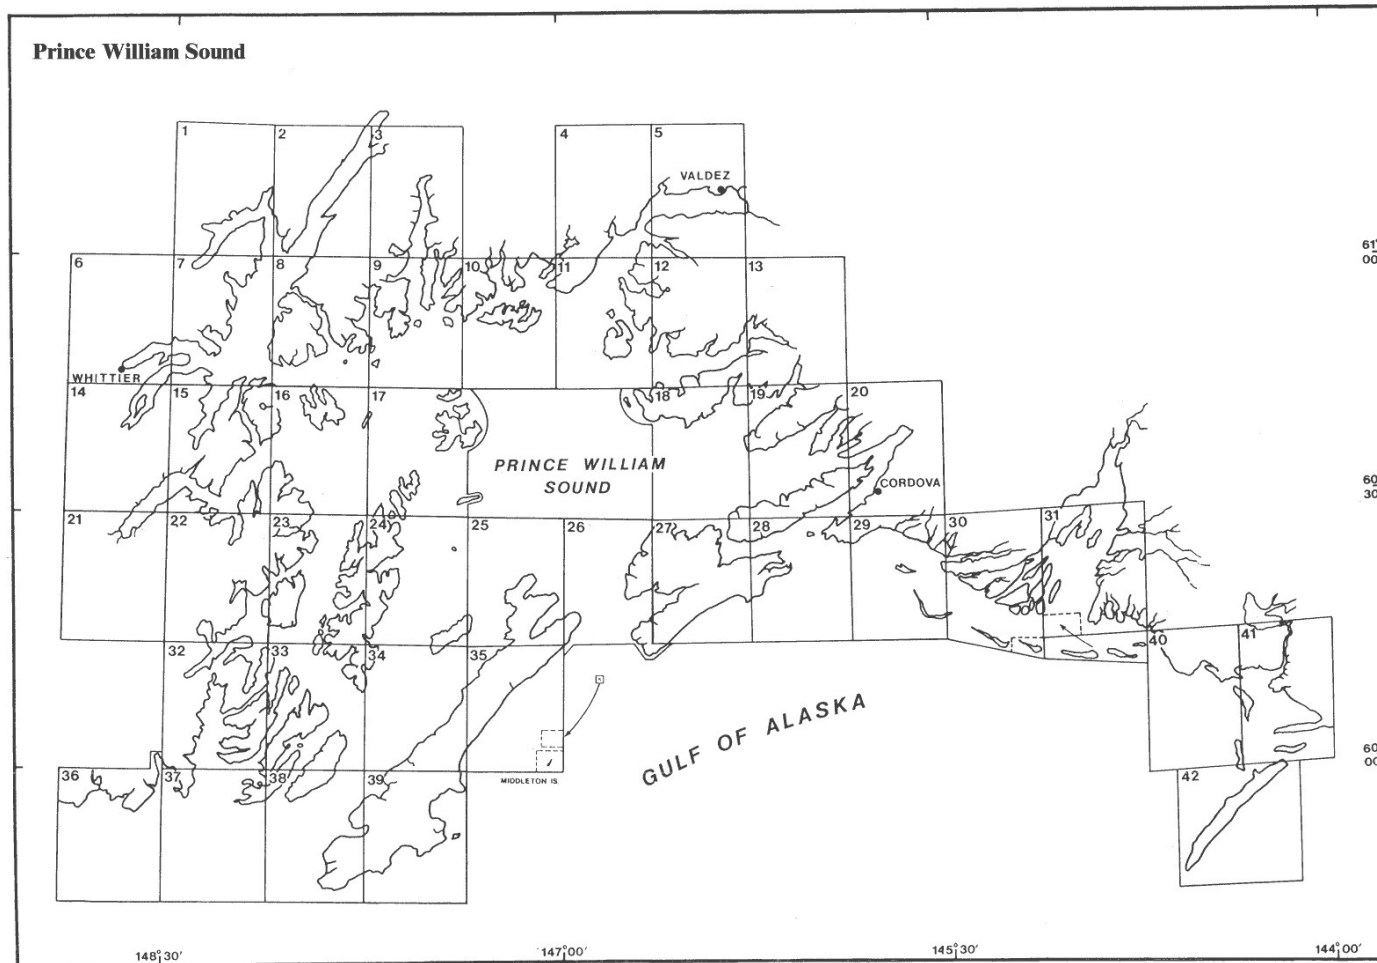 Prince William Sound
1 2 3 4 5
VALDEZ
61°
00'
6 7 8 9 10 11 12 13
WHITTIER
14 15 16 17 18 19 20
PRINCE WILLIAM
SOUND
CORDOVA
60°
30'
21 22 23 24 25 26 27 28 29 30 31
32 33 34 35 40 41
GULF OF ALASKA
60°
00'
36 37 38 39 42
MIDDLETON IS.
148°30' 147°00' 145°30' 144°00'